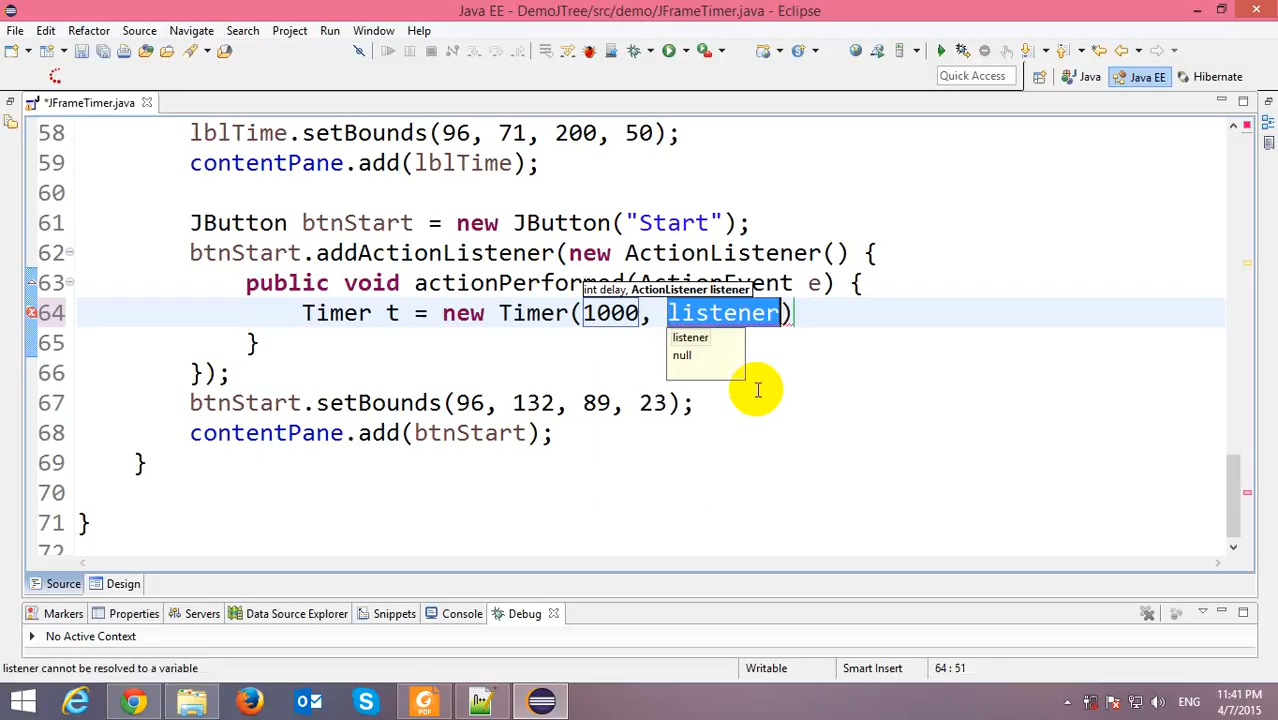 Java EE - DemoJTree/src/demo/JFrameTimer.java - Eclipse
File Edit Refactor Source Navigate Search Project Run Window Help
Quick Access Java Java EE Hibernate
*JFrameTimer.java
58 lblTime.setBounds(96, 71, 200, 50);
59 contentPane.add(lblTime);
60
61 JButton btnStart = new JButton("Start");
62 btnStart.addActionListener(new ActionListener() {
63 public void actionPerformed(ActionEvent e) {
int delay, ActionListener listener
64 Timer t = new Timer(1000, listener)
listener
65 }
null
66 });
67 btnStart.setBounds(96, 132, 89, 23);
68 contentPane.add(btnStart);
69 }
70
71 }
72
Source Design
Markers Properties Servers Data Source Explorer Snippets Console Debug
No Active Context
listener cannot be resolved to a variable Writable Smart Insert 64 : 51
PDF ENG 11:41 PM
4/7/2015